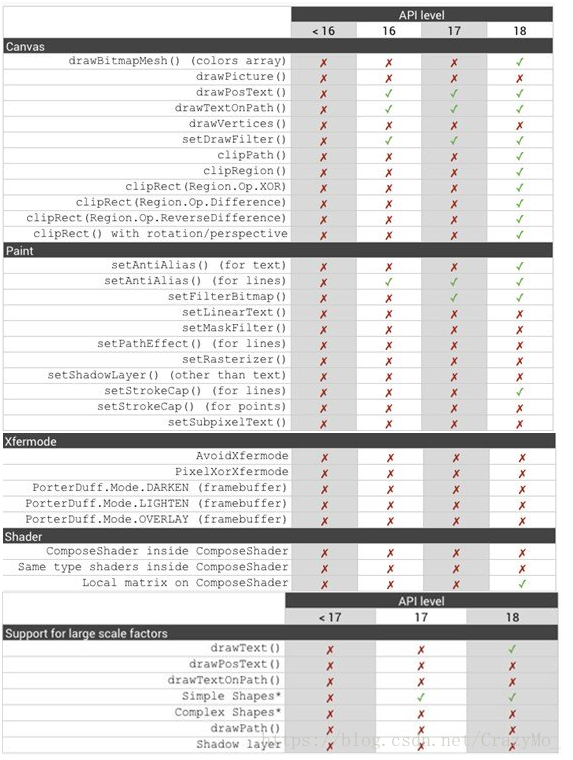 API level
< 16 16 17 18
Canvas
drawBitmapMesh() (colors array) ✗ ✗ ✗ ✓
drawPicture() ✗ ✗ ✗ ✗
drawPosText() ✗ ✓ ✓ ✓
drawTextOnPath() ✗ ✓ ✓ ✓
drawVertices() ✗ ✗ ✗ ✗
setDrawFilter() ✗ ✓ ✓ ✓
clipPath() ✗ ✗ ✗ ✓
clipRegion() ✗ ✗ ✗ ✓
clipRect(Region.Op.XOR) ✗ ✗ ✗ ✓
clipRect(Region.Op.Difference) ✗ ✗ ✗ ✓
clipRect(Region.Op.ReverseDifference) ✗ ✗ ✗ ✓
clipRect() with rotation/perspective ✗ ✗ ✗ ✓
Paint
setAntiAlias() (for text) ✗ ✗ ✗ ✓
setAntiAlias() (for lines) ✗ ✓ ✓ ✓
setFilterBitmap() ✗ ✗ ✓ ✓
setLinearText() ✗ ✗ ✗ ✗
setMaskFilter() ✗ ✗ ✗ ✗
setPathEffect() (for lines) ✗ ✗ ✗ ✗
setRasterizer() ✗ ✗ ✗ ✗
setShadowLayer() (other than text) ✗ ✗ ✗ ✗
setStrokeCap() (for lines) ✗ ✗ ✗ ✓
setStrokeCap() (for points) ✗ ✗ ✗ ✗
setSubpixelText() ✗ ✗ ✗ ✗
Xfermode
AvoidXfermode ✗ ✗ ✗ ✗
PixelXorXfermode ✗ ✗ ✗ ✗
PorterDuff.Mode.DARKEN (framebuffer) ✗ ✗ ✗ ✗
PorterDuff.Mode.LIGHTEN (framebuffer) ✗ ✗ ✗ ✗
PorterDuff.Mode.OVERLAY (framebuffer) ✗ ✗ ✗ ✗
Shader
ComposeShader inside ComposeShader ✗ ✗ ✗ ✗
Same type shaders inside ComposeShader ✗ ✗ ✗ ✗
Local matrix on ComposeShader ✗ ✗ ✗ ✓
API level
< 17 17 18
Support for large scale factors
drawText() ✗ ✗ ✓
drawPosText() ✗ ✗ ✗
drawTextOnPath() ✗ ✗ ✗
Simple Shapes* ✗ ✓ ✓
Complex Shapes* ✗ ✗ ✗
drawPath() ✗ ✗ ✗
Shadow layer ✗ ✗ ✗
https://blog.csdn.net/CrazyMo_